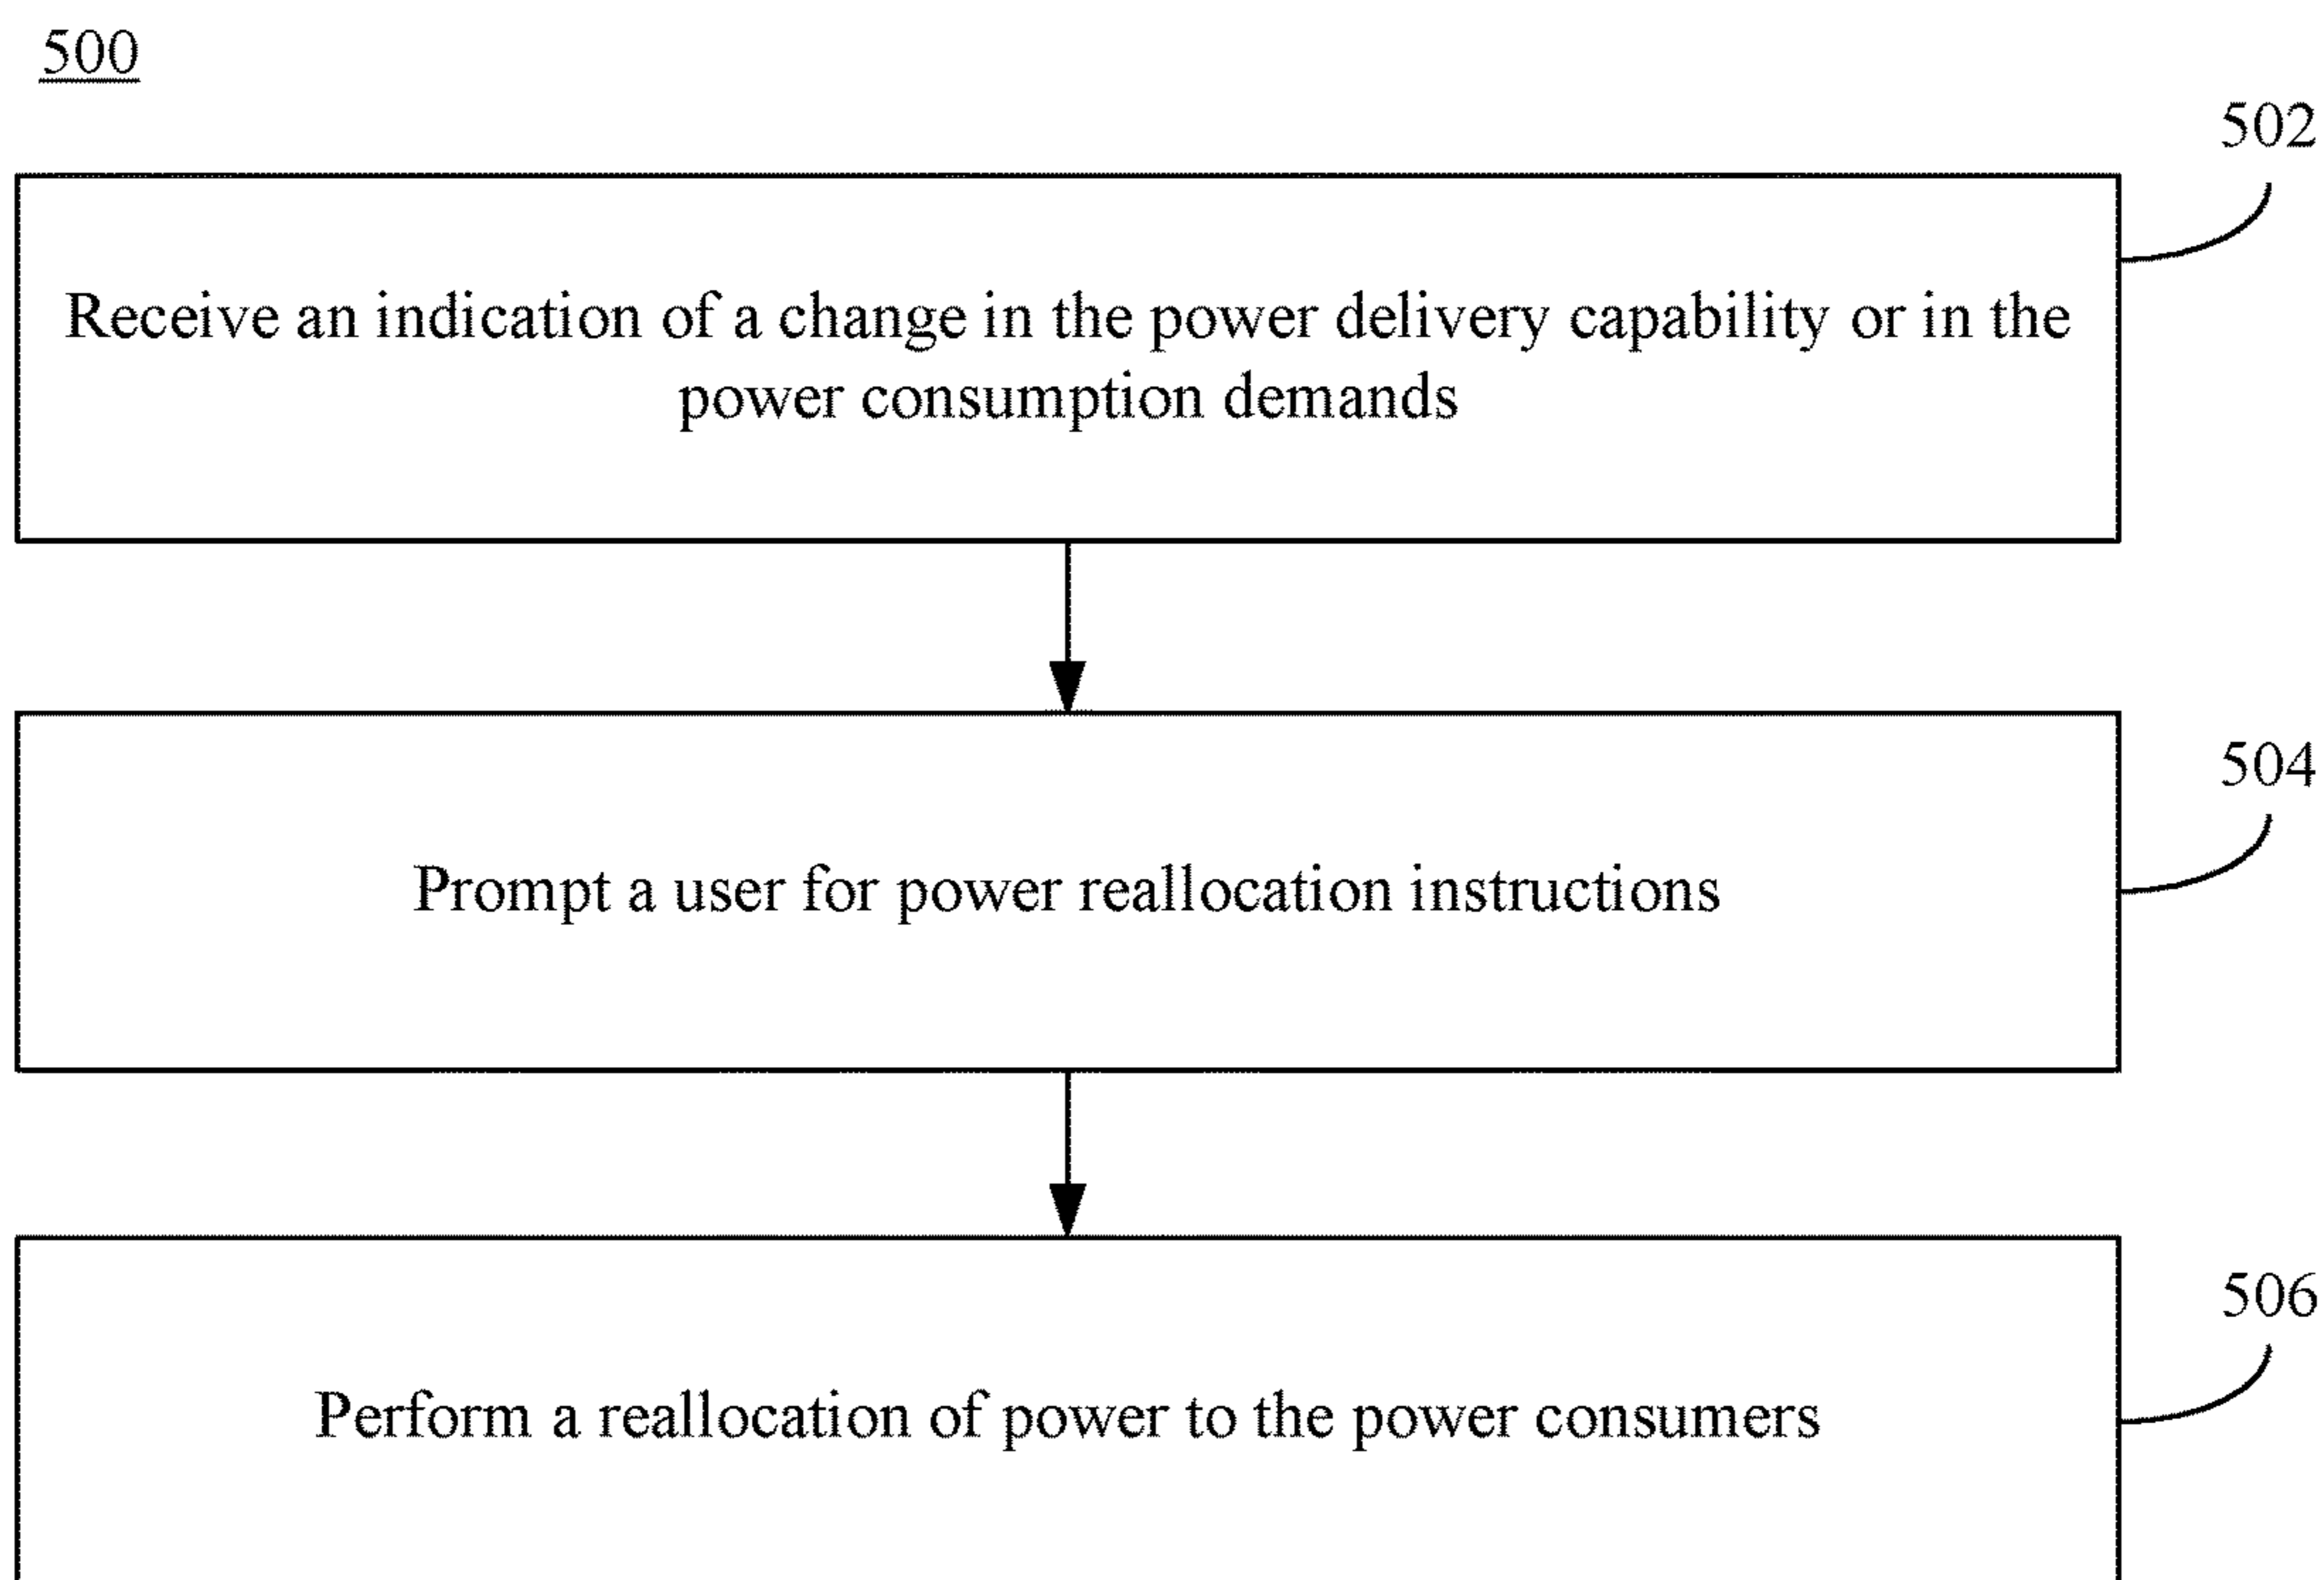 500
502
Receive an indication of a change in the power delivery capability or in the
power consumption demands
504
Prompt a user for power reallocation instructions
506
Perform a reallocation of power to the power consumers